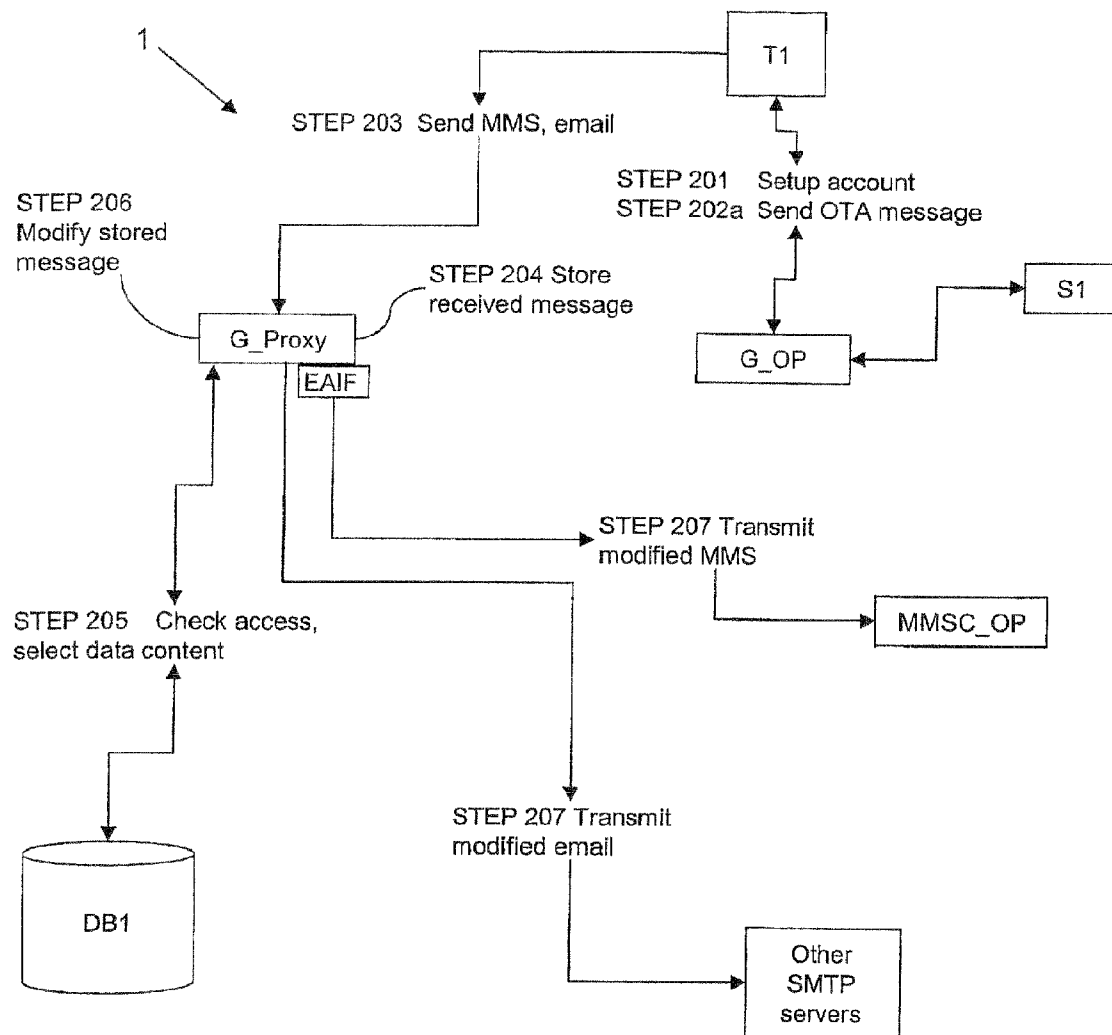 1
T1
STEP 203 Send MMS, email
STEP 201 Setup account
STEP 202a Send OTA message
STEP 206
Modify stored
message
STEP 204 Store
received message
S1
G_Proxy
G_OP
EAIF
STEP 207 Transmit
modified MMS
STEP 205 Check access,
select data content
MMSC_OP
STEP 207 Transmit
modified email
DB1
Other
SMTP
servers